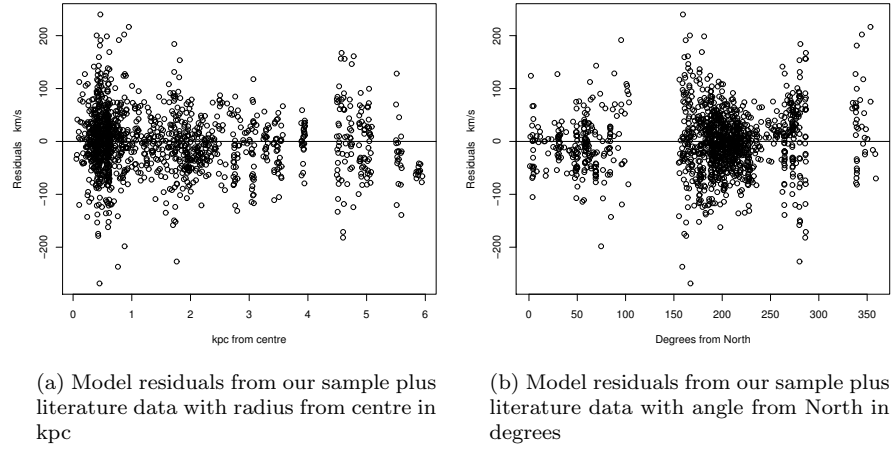 −200
−100
0
100
200
Residuals km/s
0
1
2
3
4
5
6
kpc from centre
−200
−100
0
100
200
Residuals km/s
0
50
100
150
200
250
300
350
Degrees from North
(a) Model residuals from our sample plus
literature data with radius from centre in
kpc
(b) Model residuals from our sample plus
literature data with angle from North in
degrees